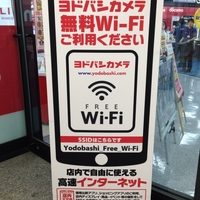 ヨドバシカメラ
無料Wi-Fi
ご利用ください
ヨドバシカメラ
www.yodobashi.com
FREE
Wi-Fi
SSIDはこちらです
Yodobashi_Free_Wi-Fi
店内で自由に使える
高速インターネット